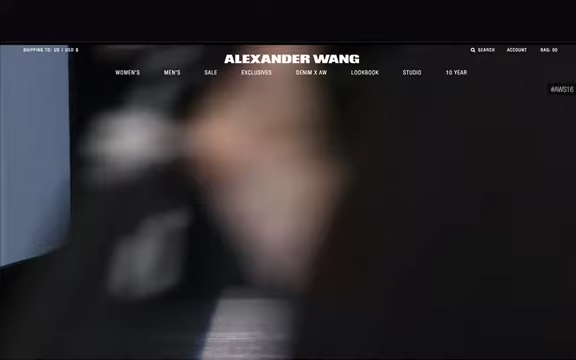 SHIPPING TO: US | USD $
SEARCH ACCOUNT BAG: 00
ALEXANDER WANG
WOMEN'S MEN'S SALE EXCLUSIVES DENIM X AW LOOKBOOK STUDIO 10 YEAR
#AWS16